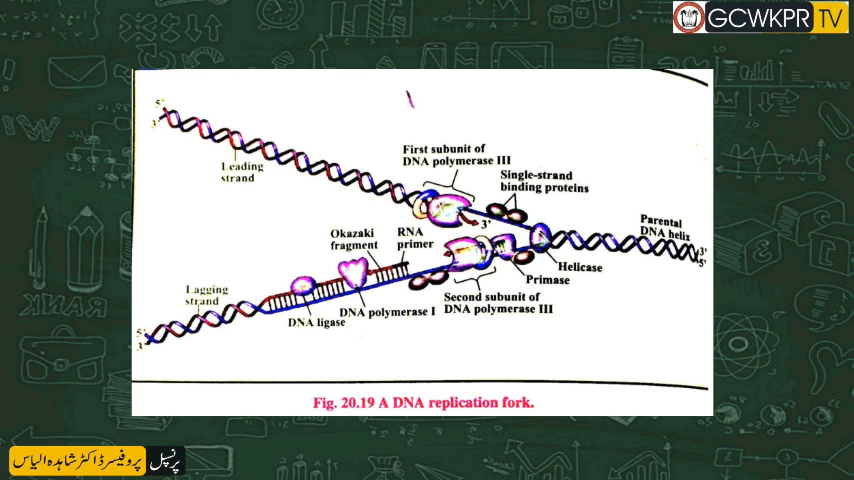 GCWKPR TV
5'
3'
Leading
strand
First subunit of
DNA polymerase III
Single-strand
binding proteins
3'
Parental
DNA helix
3'
5'
Okazaki
fragment
RNA
primer
Helicase
Primase
Lagging
strand
Second subunit of
DNA polymerase III
DNA polymerase I
DNA ligase
5'
3'
Fig. 20.19 A DNA replication fork.
پرنسپل پروفیسر ڈاکٹر شاہدہ الیاس